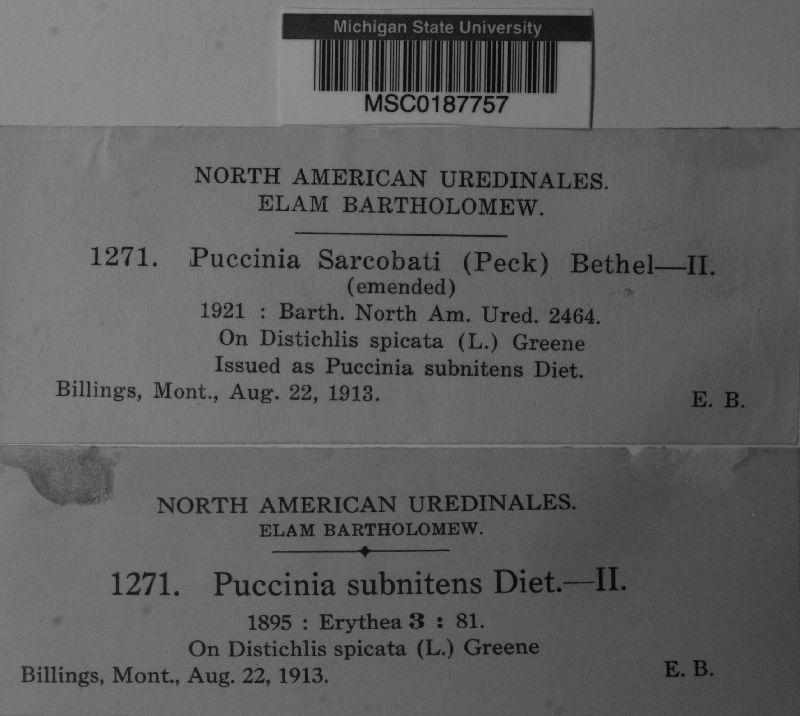 Michigan State University
MSC0187757
NORTH AMERICAN UREDINALES.
ELAM BARTHOLOMEW.
1271. Puccinia Sarcobati (Peck) Bethel—II.
(emended)
1921 : Barth. North Am. Ured. 2464.
On Distichlis spicata (L.) Greene
Issued as Puccinia subnitens Diet.
Billings, Mont., Aug. 22, 1913. E. B.
NORTH AMERICAN UREDINALES.
ELAM BARTHOLOMEW.
1271. Puccinia subnitens Diet.—II.
1895 : Erythea 3 : 81.
On Distichlis spicata (L.) Greene
Billings, Mont., Aug. 22, 1913. E. B.